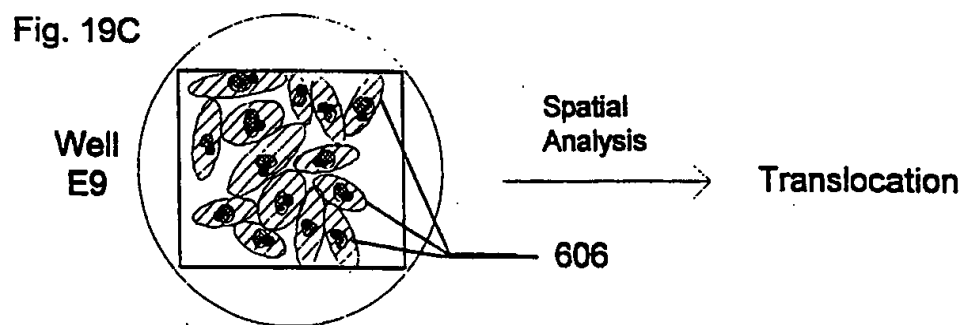 Fig. 19C
Well
E9
Spatial
Analysis
Translocation
606